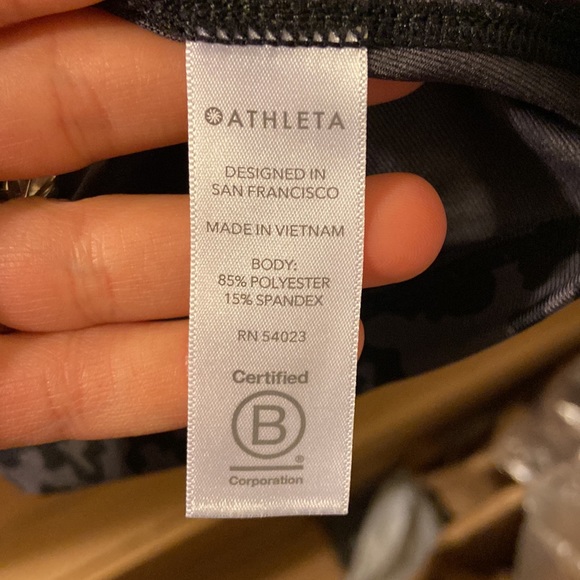 ATHLETA
DESIGNED IN
SAN FRANCISCO
MADE IN VIETNAM
BODY:
85% POLYESTER
15% SPANDEX
RN 54023
Certified
B
®
Corporation